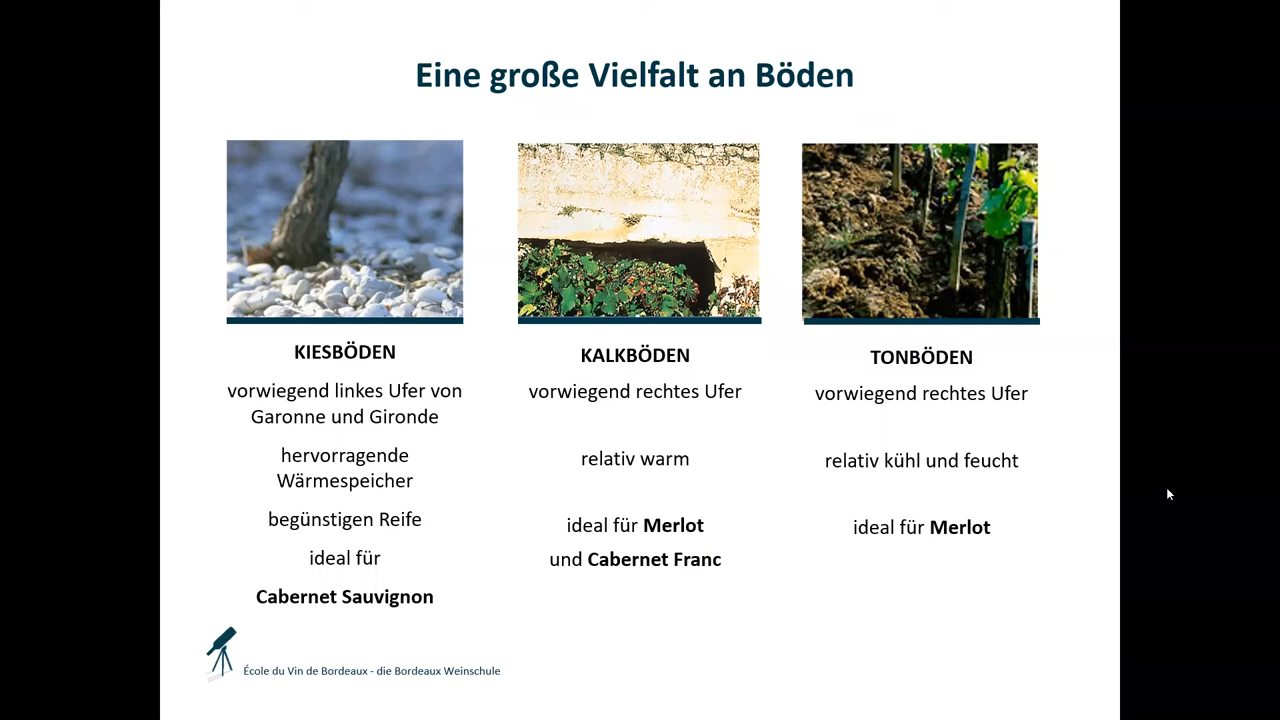 Eine große Vielfalt an Böden
KIESBÖDEN
vorwiegend linkes Ufer von
Garonne und Gironde
hervorragende
Wärmespeicher
begünstigen Reife
ideal für
Cabernet Sauvignon
KALKBÖDEN
vorwiegend rechtes Ufer
relativ warm
ideal für Merlot
und Cabernet Franc
TONBÖDEN
vorwiegend rechtes Ufer
relativ kühl und feucht
ideal für Merlot
École du Vin de Bordeaux - die Bordeaux Weinschule